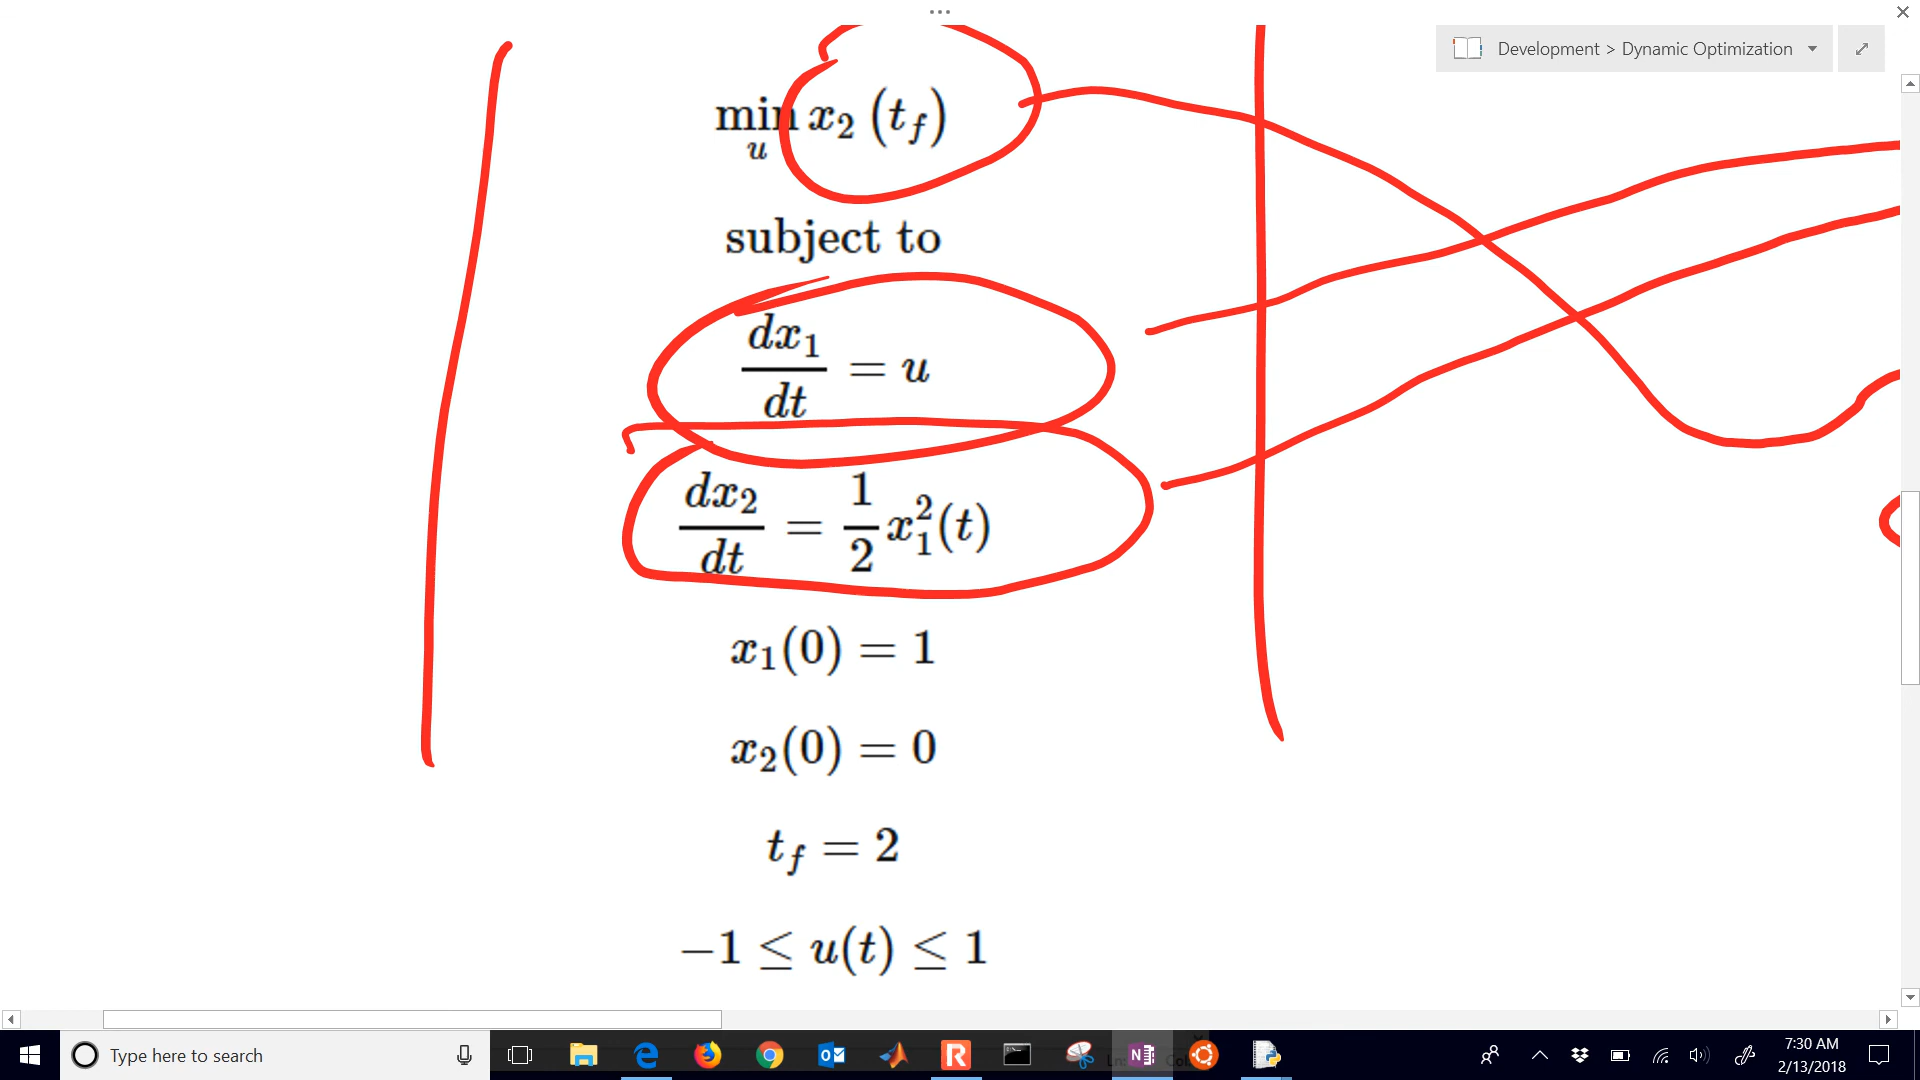 Development > Dynamic Optimization
min x₂ (t_f)
u
subject to
dx₁/dt = u
dx₂/dt = 1/2 x₁²(t)
x₁(0) = 1
x₂(0) = 0
t_f = 2
−1 ≤ u(t) ≤ 1
Type here to search
7:30 AM
2/13/2018